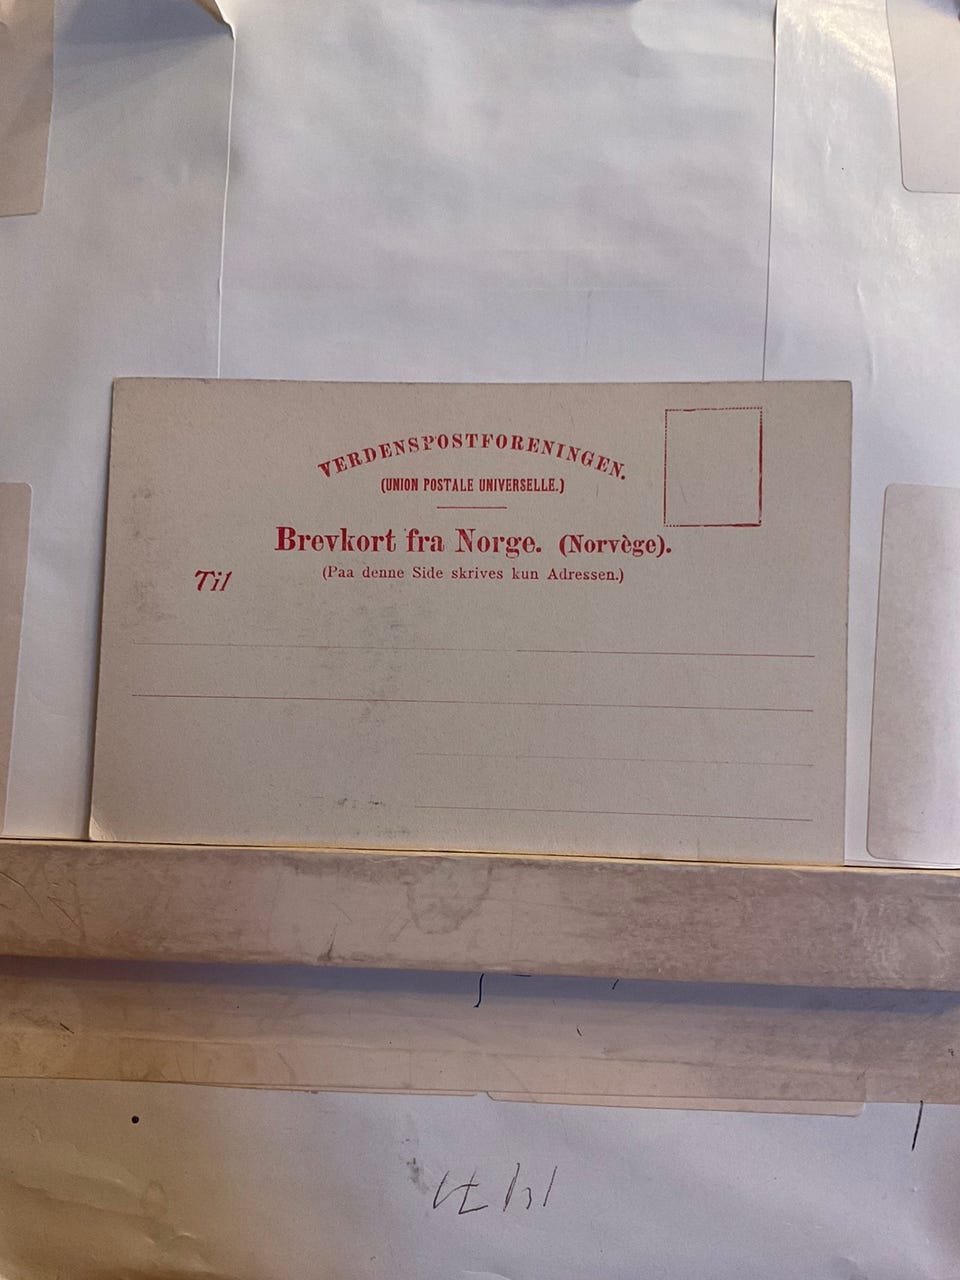 VERDENSPOSTFORENINGEN.
(UNION POSTALE UNIVERSELLE.)
Brevkort fra Norge. (Norvège).
(Paa denne Side skrives kun Adressen.)
Til